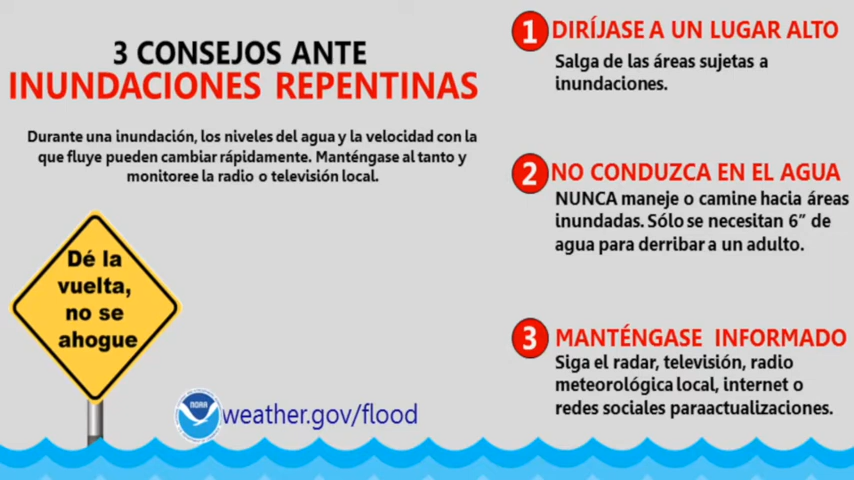 3 CONSEJOS ANTE
INUNDACIONES REPENTINAS
Durante una inundación, los niveles del agua y la velocidad con la
que fluye pueden cambiar rápidamente. Manténgase al tanto y
monitoree la radio o televisión local.
Dé la
vuelta,
no se
ahogue
NOAA
weather.gov/flood
1 DIRÍJASE A UN LUGAR ALTO
Salga de las áreas sujetas a
inundaciones.
2 NO CONDUZCA EN EL AGUA
NUNCA maneje o camine hacia áreas
inundadas. Sólo se necesitan 6” de
agua para derribar a un adulto.
3 MANTÉNGASE INFORMADO
Siga el radar, televisión, radio
meteorológica local, internet o
redes sociales paraactualizaciones.